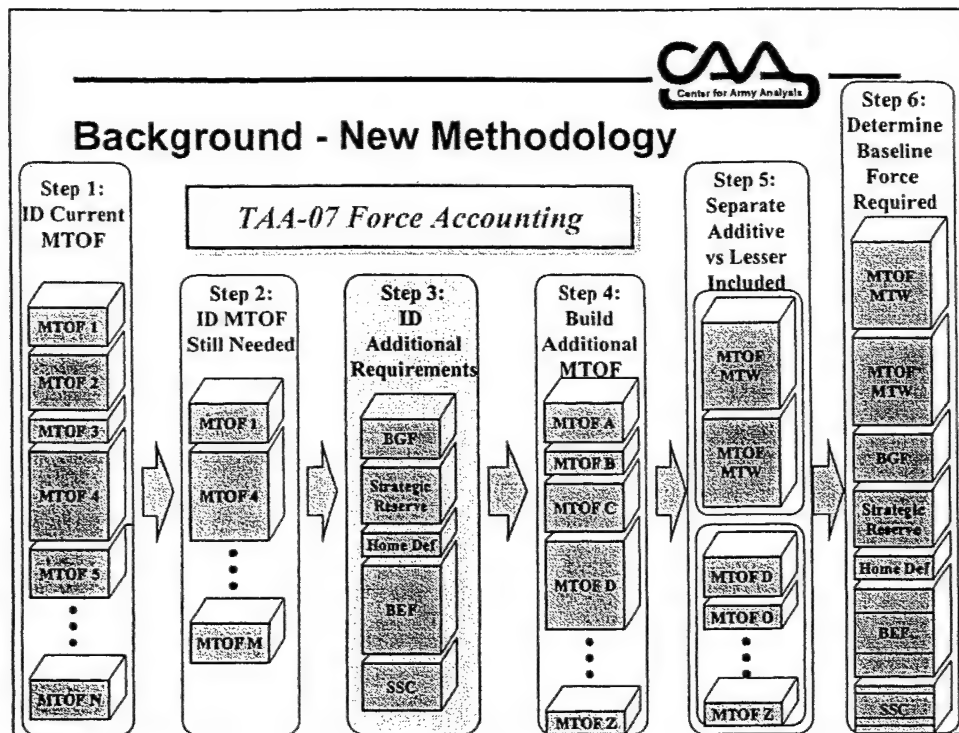 CAA
Center for Army Analysis
Background - New Methodology
TAA-07 Force Accounting
Step 1:
ID Current
MTOF
MTOF 1
MTOF 2
MTOF 3
MTOF 4
MTOF 5
MTOF N
Step 2:
ID MTOF
Still Needed
MTOF 1
MTOF 4
MTOF M
Step 3:
ID
Additional
Requirements
BGF
Strategic
Reserve
Home Def
BEF
SSC
Step 4:
Build
Additional
MTOF
MTOF A
MTOF B
MTOF C
MTOF D
MTOF Z
Step 5:
Separate
Additive
vs Lesser
Included
MTOF
MTW
MTOF
MTW
MTOF D
MTOF O
MTOF Z
Step 6:
Determine
Baseline
Force
Required
MTOF
MTW
MTOF
MTW
BGF
Strategic
Reserve
Home Def
BEF
SSC